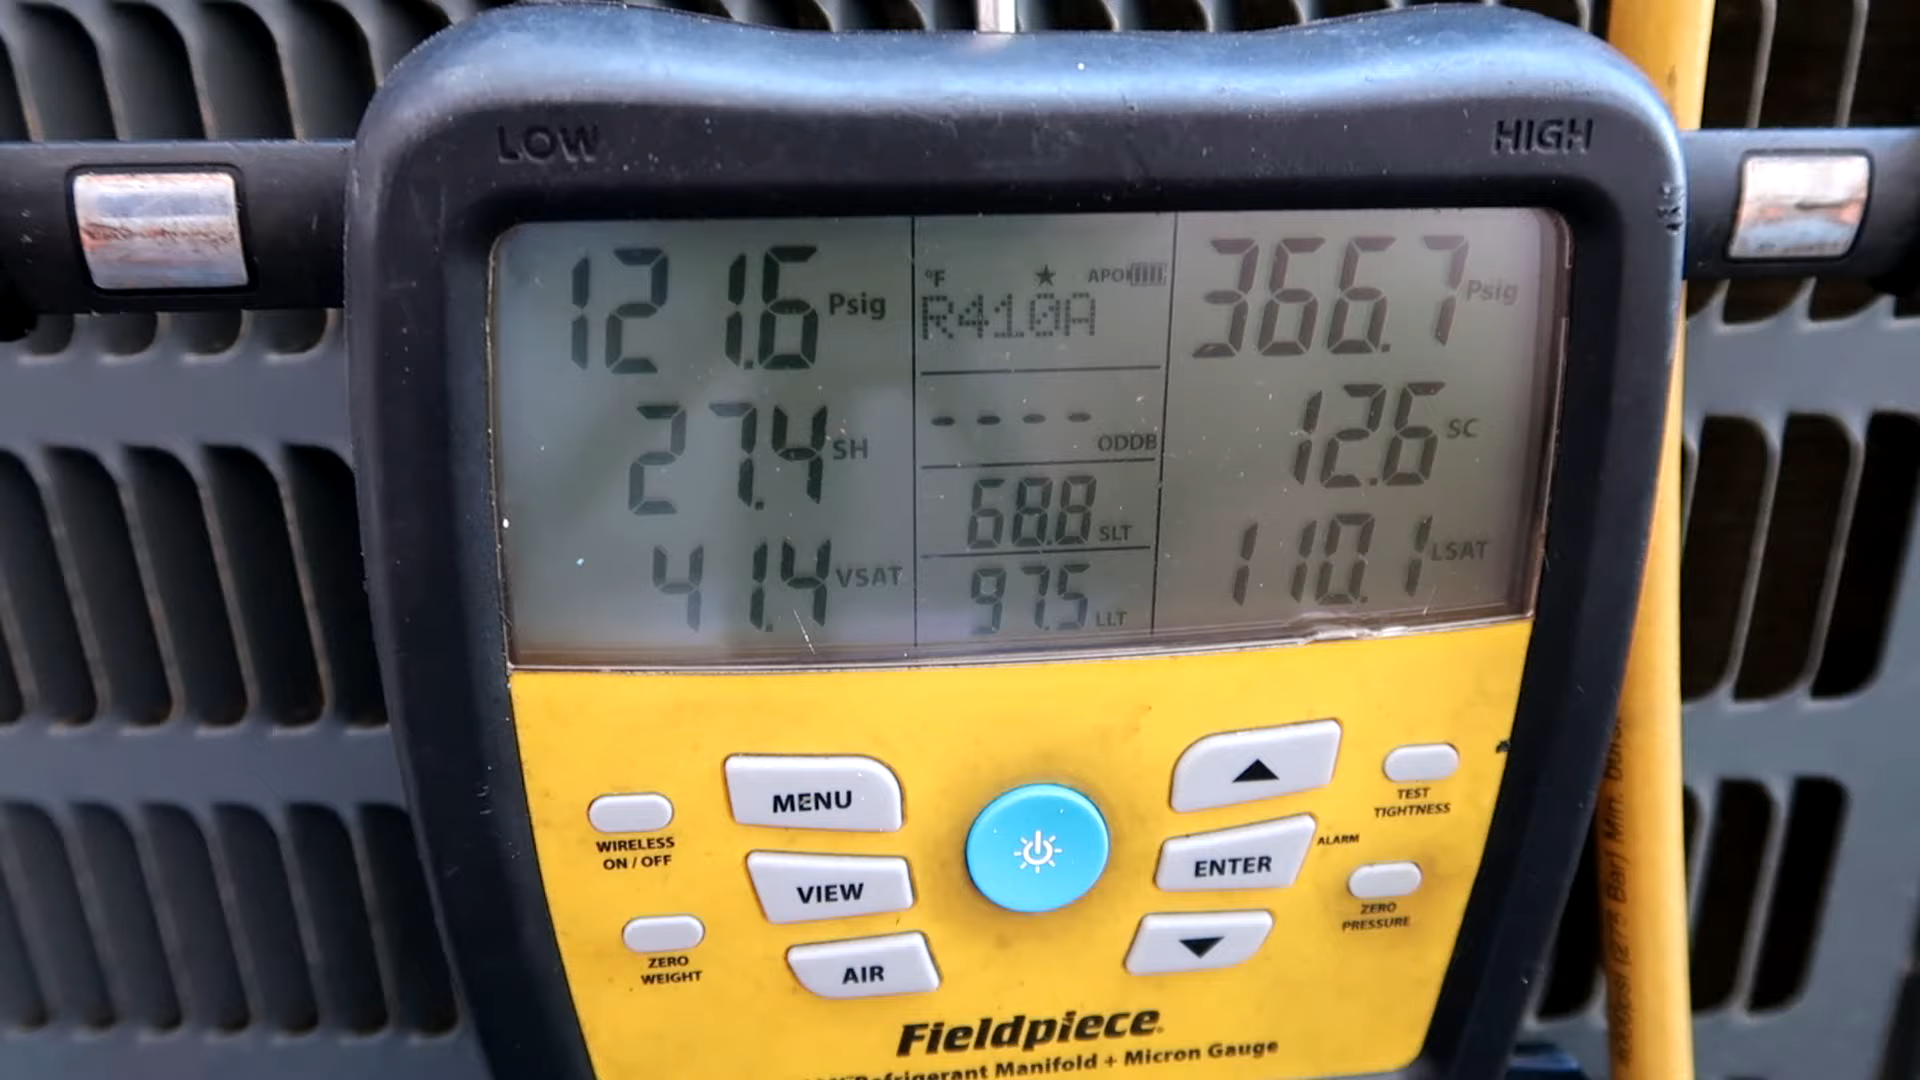 LOW
HIGH
121.6 Psig
°F
APO
R410A
366.7 Psig
27.4 SH
---- ODDB
12.6 SC
68.8 SLT
41.4 VSAT
97.5 LLT
110.1 LSAT
MENU
TEST
TIGHTNESS
WIRELESS
ON / OFF
VIEW
ENTER
ALARM
ZERO
PRESSURE
ZERO
WEIGHT
AIR
Fieldpiece
Refrigerant Manifold + Micron Gauge
Bar) Min.